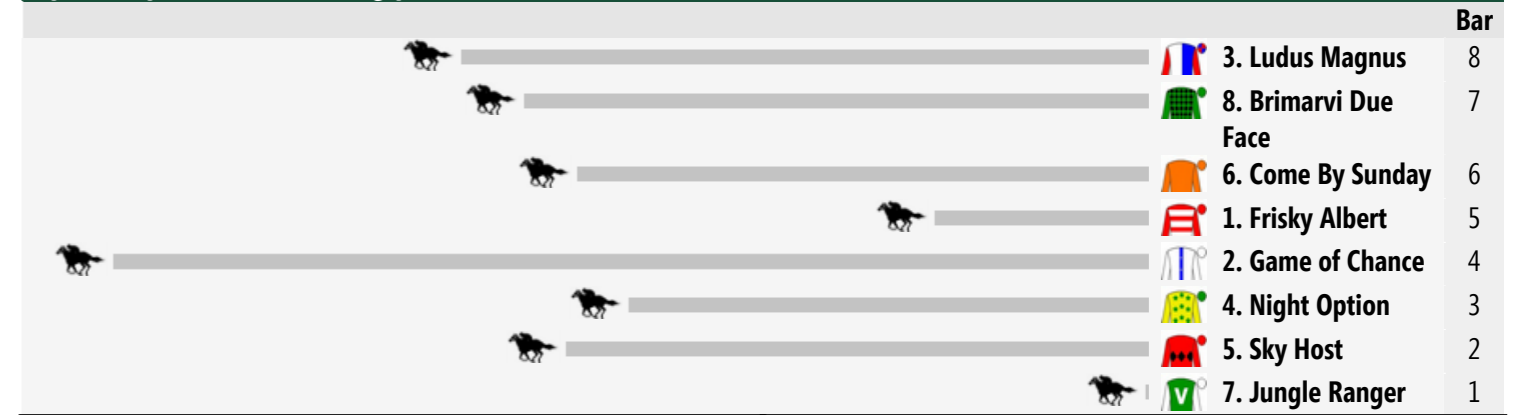 Bar
3. Ludus Magnus 8
8. Brimarvi Due 7
Face
6. Come By Sunday 6
1. Frisky Albert 5
2. Game of Chance 4
4. Night Option 3
5. Sky Host 2
V 7. Jungle Ranger 1